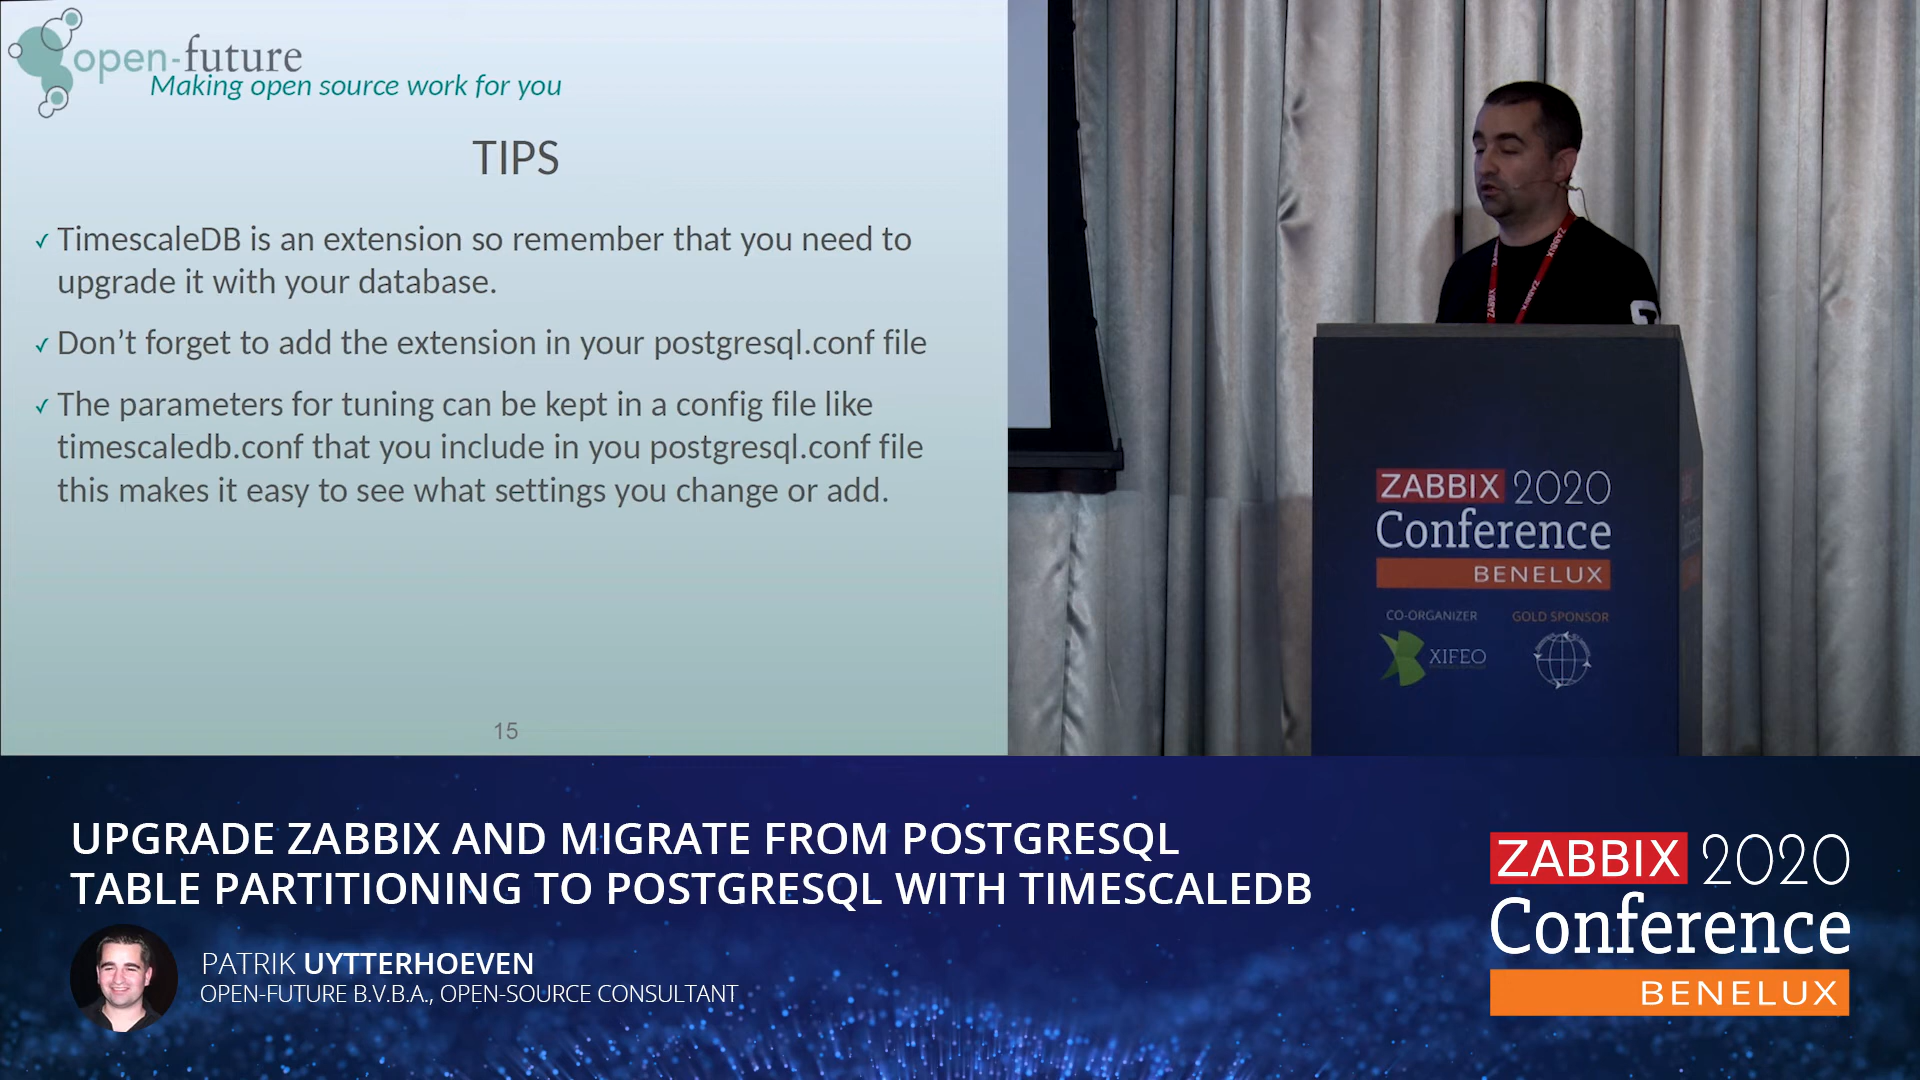 open-future
Making open source work for you
TIPS
✓ TimescaleDB is an extension so remember that you need to
upgrade it with your database.
✓ Don’t forget to add the extension in your postgresql.conf file
✓ The parameters for tuning can be kept in a config file like
timescaledb.conf that you include in you postgresql.conf file
this makes it easy to see what settings you change or add.
15
ZABBIX
ZABBIX
ZABBIX 2020
Conference
BENELUX
CO-ORGANIZER
GOLD SPONSOR
XIFEO
UPGRADE ZABBIX AND MIGRATE FROM POSTGRESQL
TABLE PARTITIONING TO POSTGRESQL WITH TIMESCALEDB
PATRIK UYTTERHOEVEN
OPEN-FUTURE B.V.B.A., OPEN-SOURCE CONSULTANT
ZABBIX 2020
Conference
BENELUX